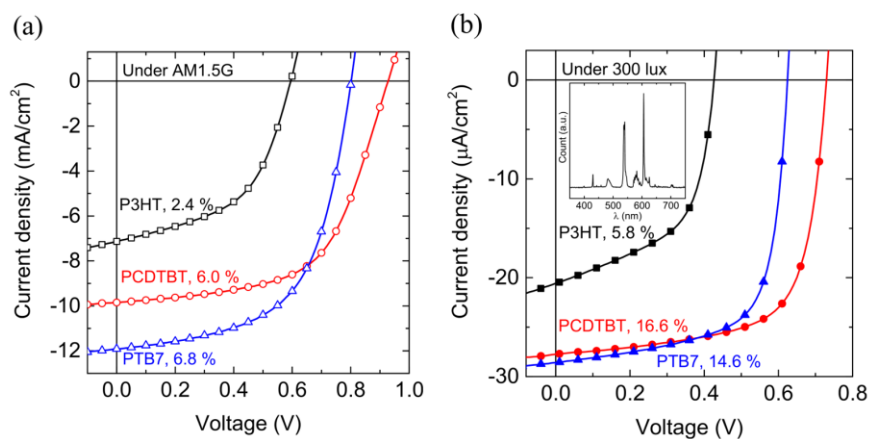 (a)
Under AM1.5G
P3HT, 2.4 %
PCDTBT, 6.0 %
PTB7, 6.8 %
0
-2
-4
-6
-8
-10
-12
Current density (mA/cm²)
0.0 0.2 0.4 0.6 0.8 1.0
Voltage (V)
(b)
Under 300 lux
Count (a.u.)
400 500 600 700
λ (nm)
P3HT, 5.8 %
PCDTBT, 16.6 %
PTB7, 14.6 %
0
-10
-20
-30
Current density (μA/cm²)
0.0 0.2 0.4 0.6 0.8
Voltage (V)